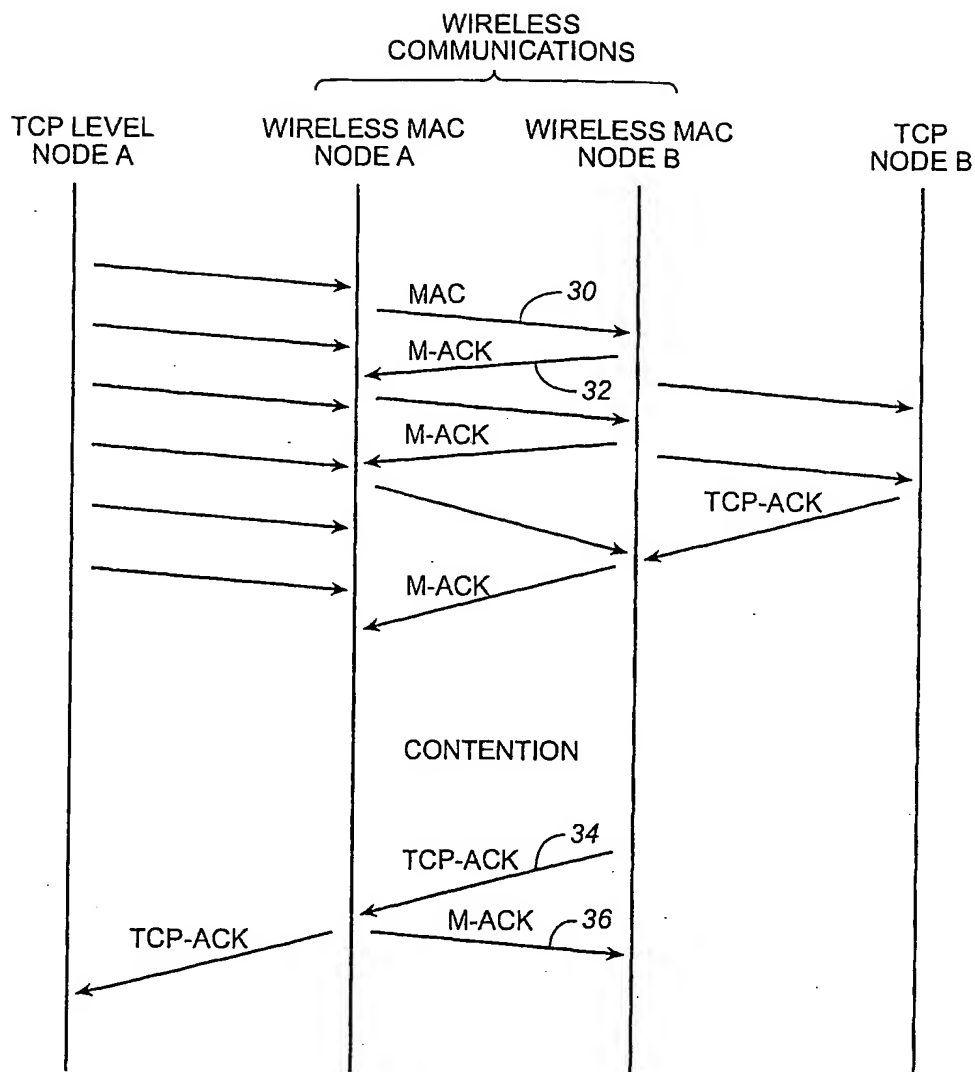 WIRELESS
COMMUNICATIONS
TCP LEVEL
NODE A
WIRELESS MAC
NODE A
WIRELESS MAC
NODE B
TCP
NODE B
MAC
30
M-ACK
32
M-ACK
TCP-ACK
M-ACK
CONTENTION
34
TCP-ACK
M-ACK
36
TCP-ACK